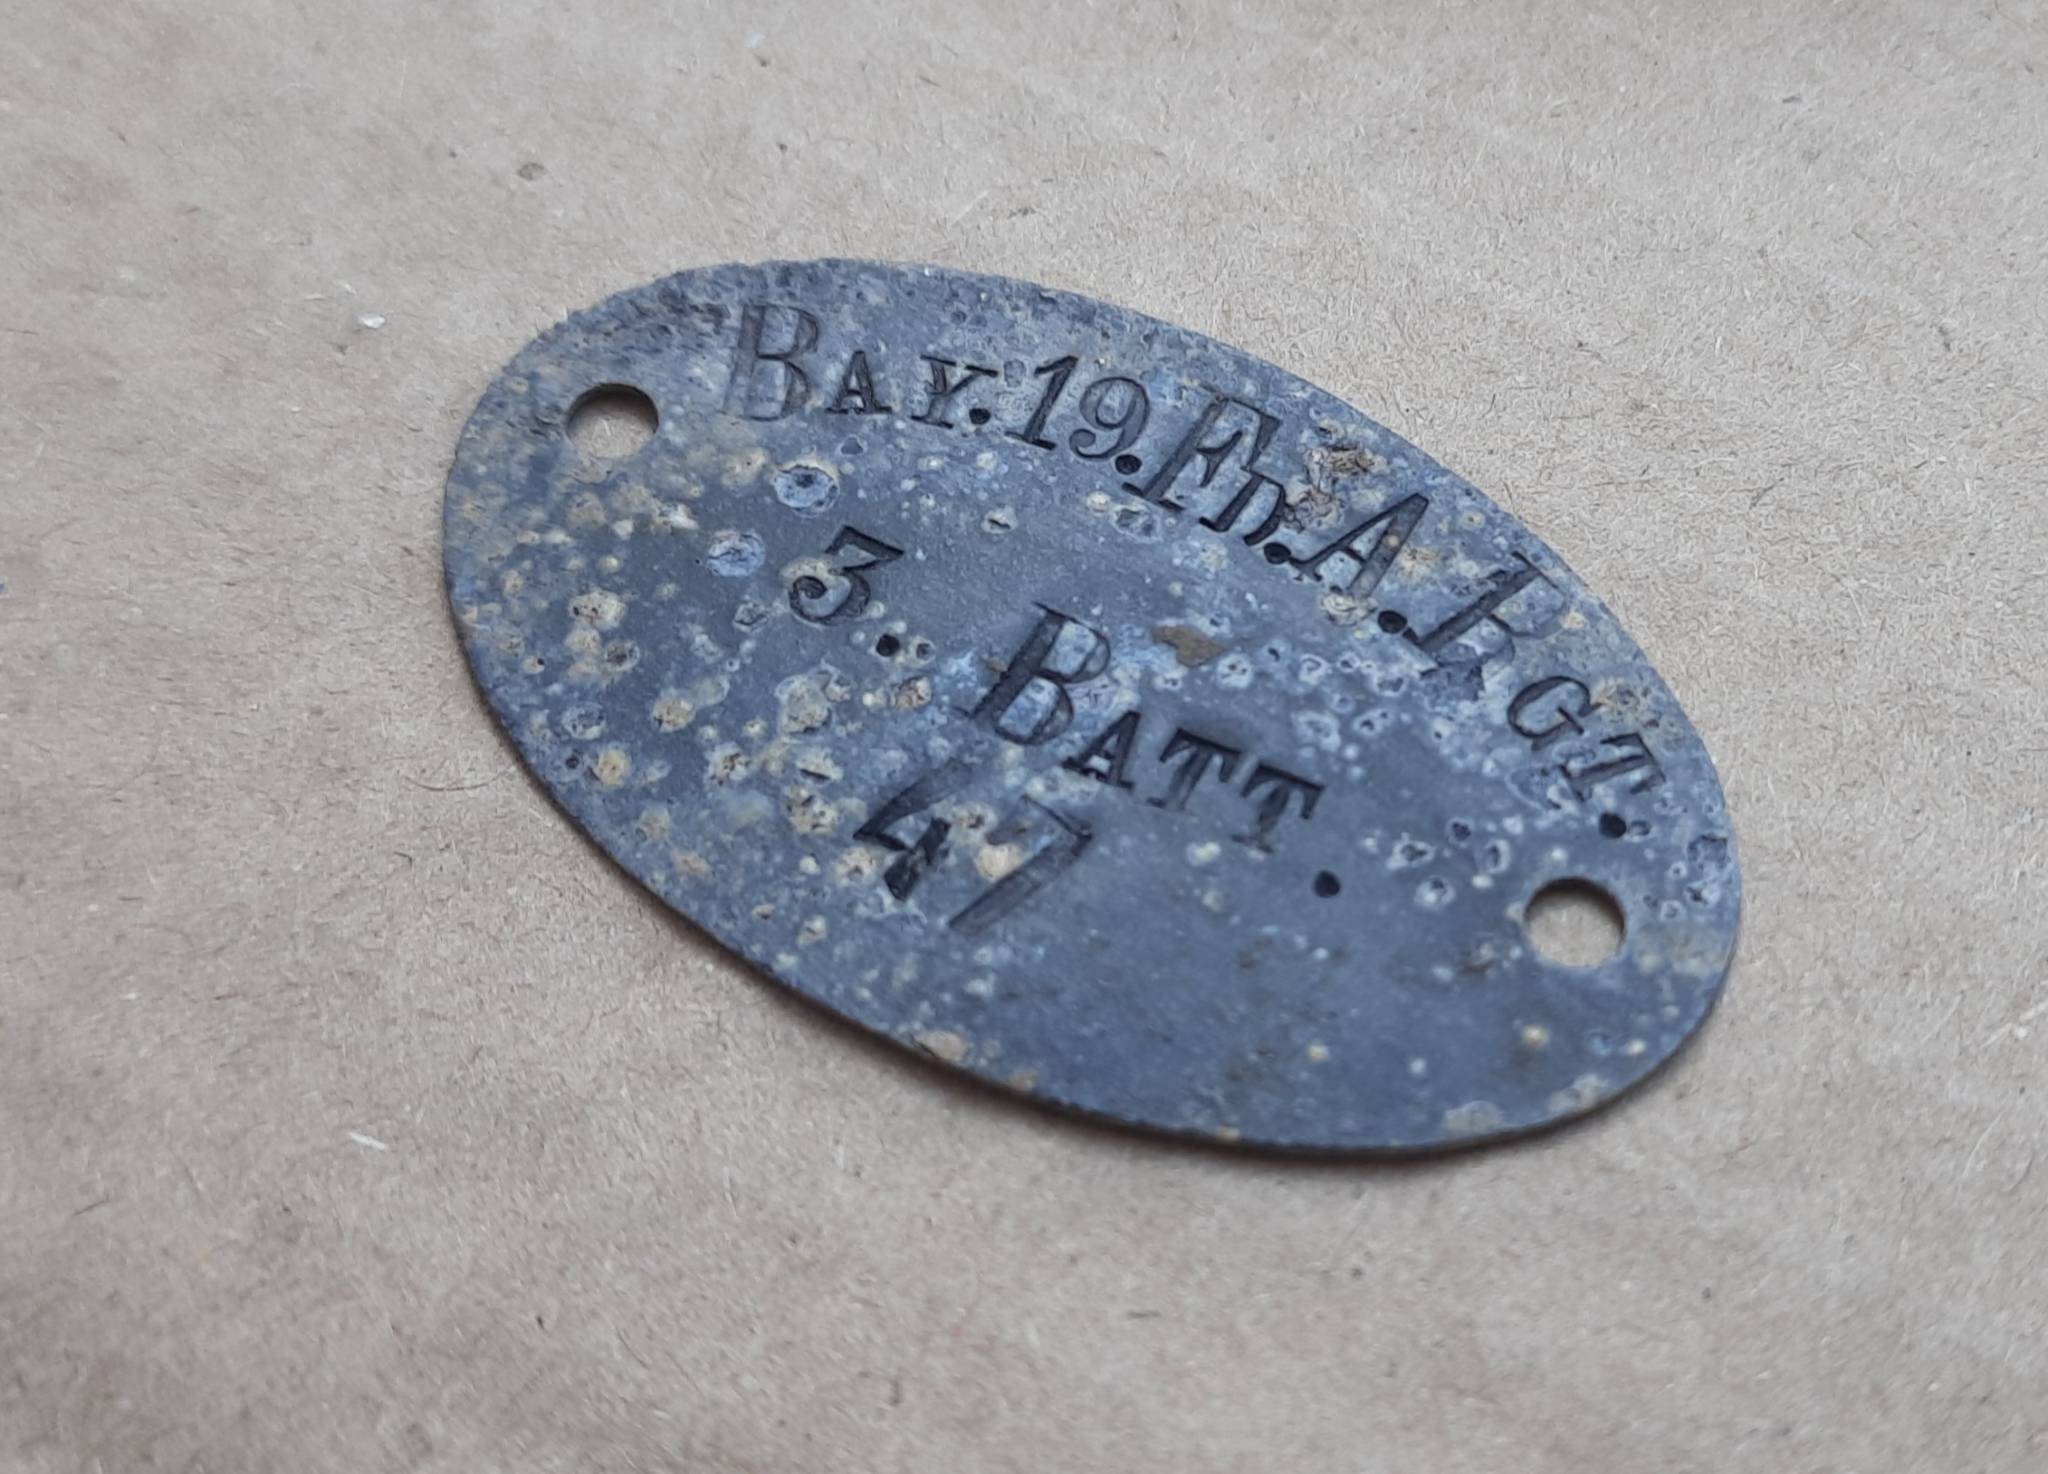 BAY. 19. FD. A. RGT.
3. BATT.
47